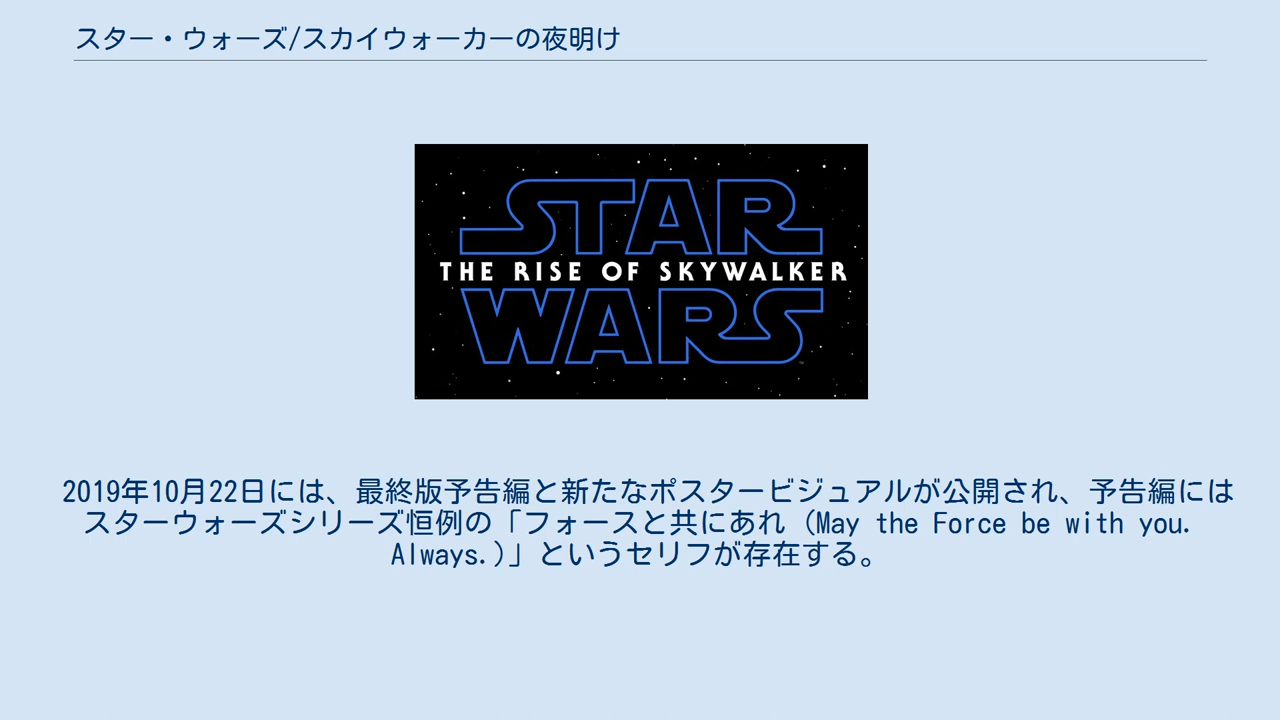 スター・ウォーズ/スカイウォーカーの夜明け
STAR
THE RISE OF SKYWALKER
WARS
2019年10月22日には、最終版予告編と新たなポスタービジュアルが公開され、予告編には
スターウォーズシリーズ恒例の「フォースと共にあれ（May the Force be with you.
Always.）」というセリフが存在する。